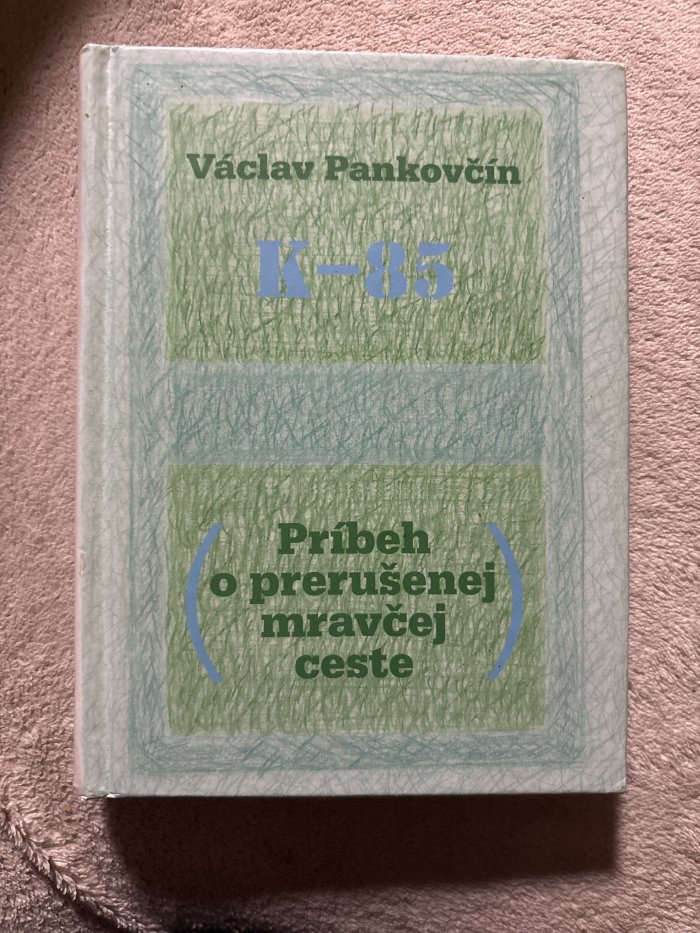 Václav Pankovčín
K–85
(Príbeh
o prerušenej
mravčej
ceste)